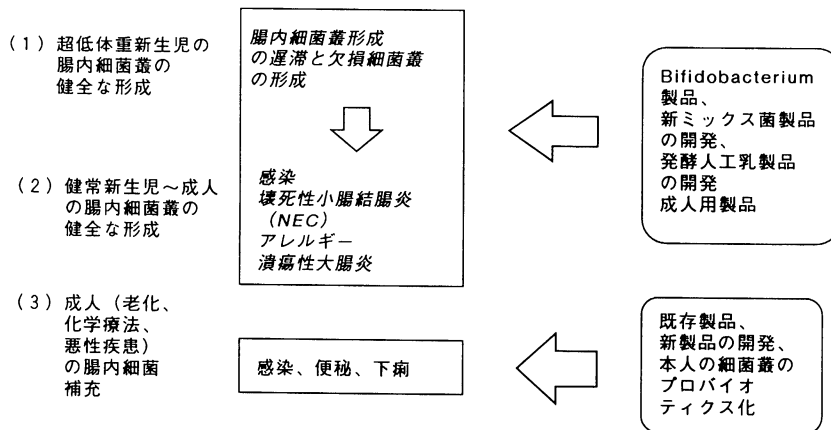 (1) 超低体重新生児の
腸内細菌叢の
健全な形成
(2) 健常新生児～成人
の腸内細菌叢の
健全な形成
(3) 成人 (老化、
化学療法、
悪性疾患)
の腸内細菌
補充
腸内細菌叢形成
の遅滞と欠損細菌叢
の形成
感染
壊死性小腸結腸炎
(NEC)
アレルギー
潰瘍性大腸炎
感染、便秘、下痢
Bifidobacterium
製品、
新ミックス菌製品
の開発、
発酵人工乳製品
の開発
成人用製品
既存製品、
新製品の開発、
本人の細菌叢の
プロバイオ
ティクス化